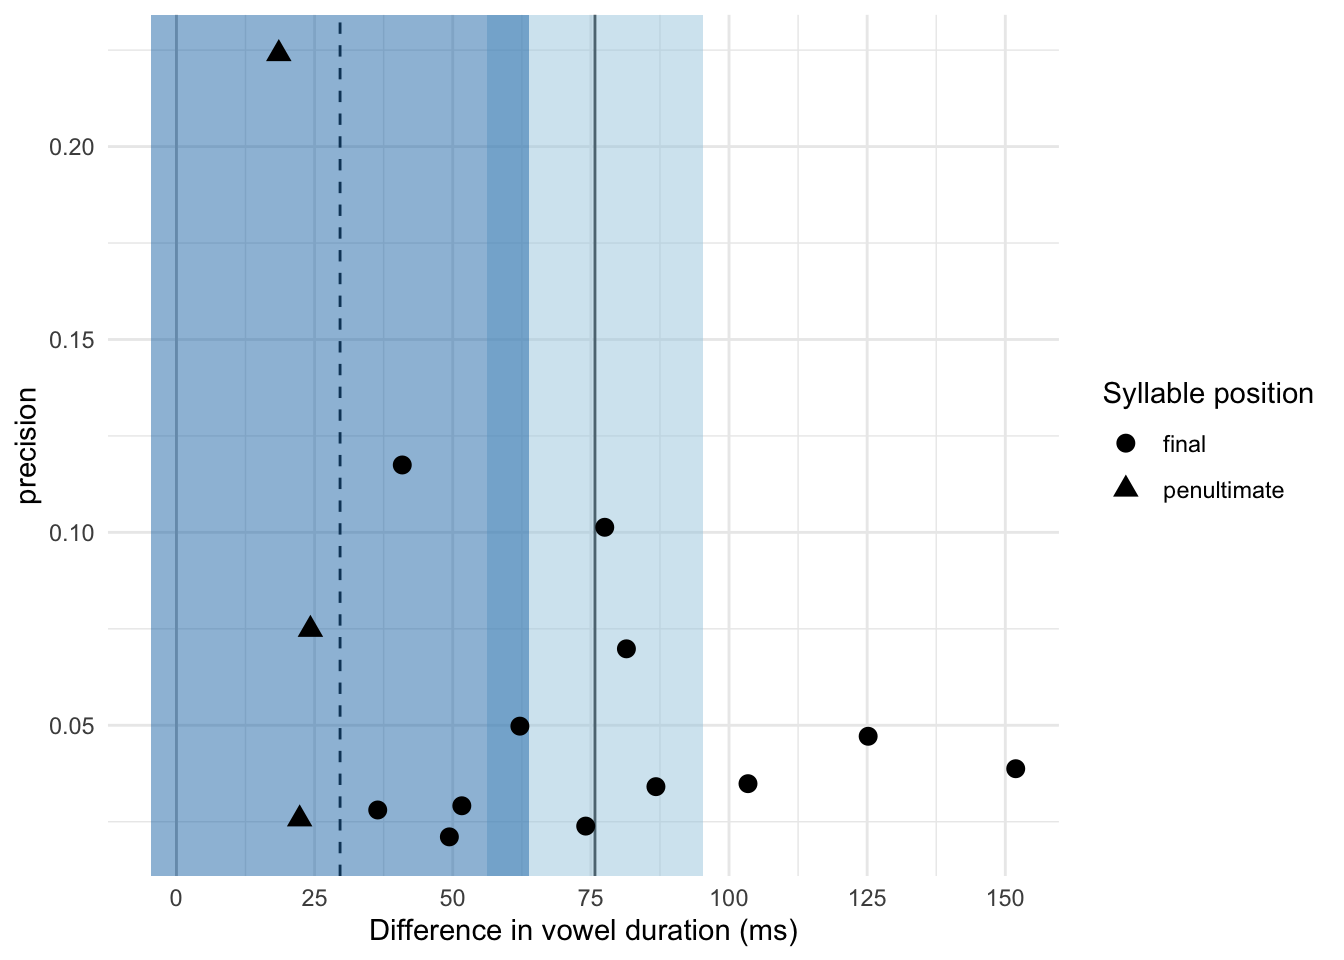 precision
0.20
0.15
0.10
0.05
0 25 50 75 100 125 150
Difference in vowel duration (ms)
Syllable position
final
penultimate